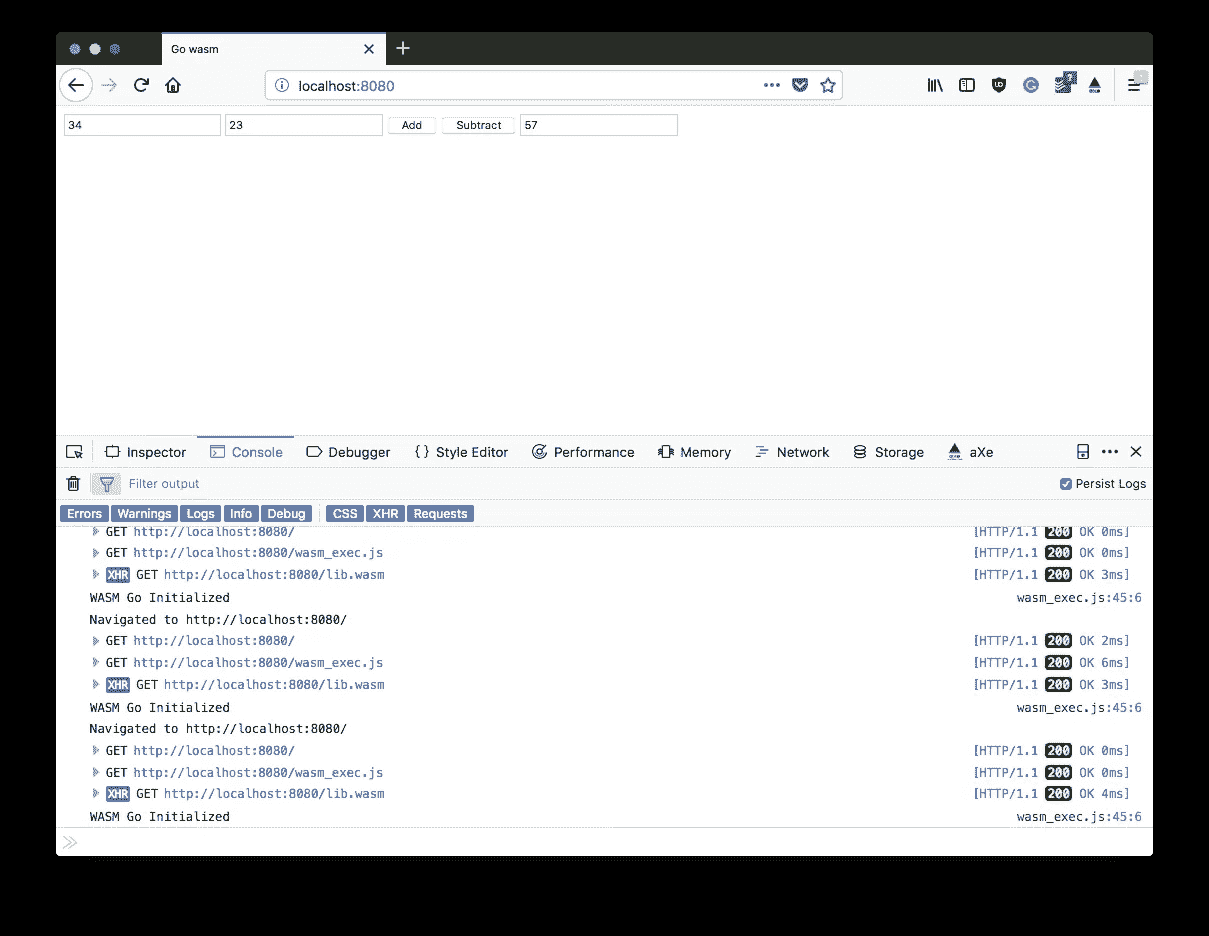 Go wasm
localhost:8080
34 23 Add Subtract 57
Inspector Console Debugger {} Style Editor Performance Memory Network Storage aXe
Filter output Persist Logs
Errors Warnings Logs Info Debug CSS XHR Requests
GET http://localhost:8080/ [HTTP/1.1 200 OK 0ms]
GET http://localhost:8080/wasm_exec.js [HTTP/1.1 200 OK 0ms]
XHR GET http://localhost:8080/lib.wasm [HTTP/1.1 200 OK 3ms]
WASM Go Initialized wasm_exec.js:45:6
Navigated to http://localhost:8080/
GET http://localhost:8080/ [HTTP/1.1 200 OK 2ms]
GET http://localhost:8080/wasm_exec.js [HTTP/1.1 200 OK 6ms]
XHR GET http://localhost:8080/lib.wasm [HTTP/1.1 200 OK 3ms]
WASM Go Initialized wasm_exec.js:45:6
Navigated to http://localhost:8080/
GET http://localhost:8080/ [HTTP/1.1 200 OK 0ms]
GET http://localhost:8080/wasm_exec.js [HTTP/1.1 200 OK 0ms]
XHR GET http://localhost:8080/lib.wasm [HTTP/1.1 200 OK 4ms]
WASM Go Initialized wasm_exec.js:45:6